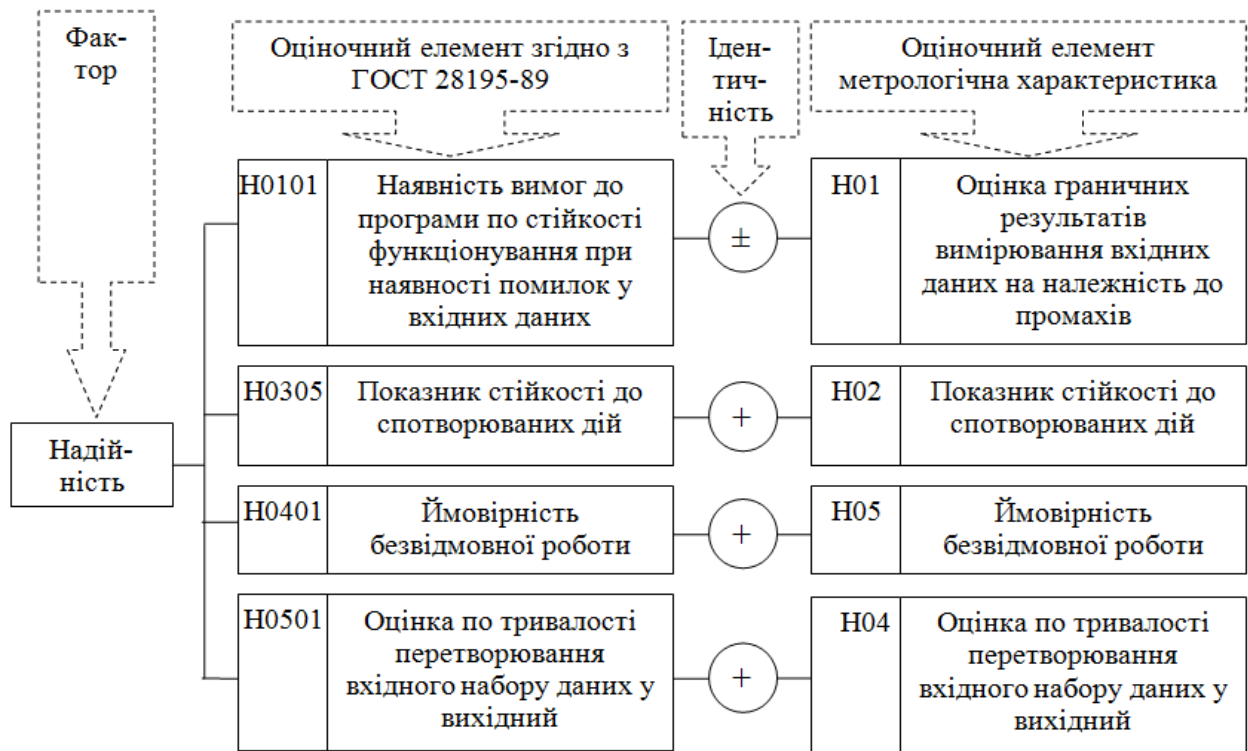 Фак-
тор
Оціночний елемент згідно з
ГОСТ 28195-89
Іден-
тич-
ність
Оціночний елемент
метрологічна характеристика
Надій-
ність
Н0101
Наявність вимог до
програми по стійкості
функціонування при
наявності помилок у
вхідних даних
±
Н01
Оцінка граничних
результатів
вимірювання вхідних
даних на належність до
промахів
Н0305
Показник стійкості до
спотворюваних дій
+
Н02
Показник стійкості до
спотворюваних дій
Н0401
Ймовірність
безвідмовної роботи
+
Н05
Ймовірність
безвідмовної роботи
Н0501
Оцінка по тривалості
перетворювання
вхідного набору даних у
вихідний
+
Н04
Оцінка по тривалості
перетворювання
вхідного набору даних у
вихідний